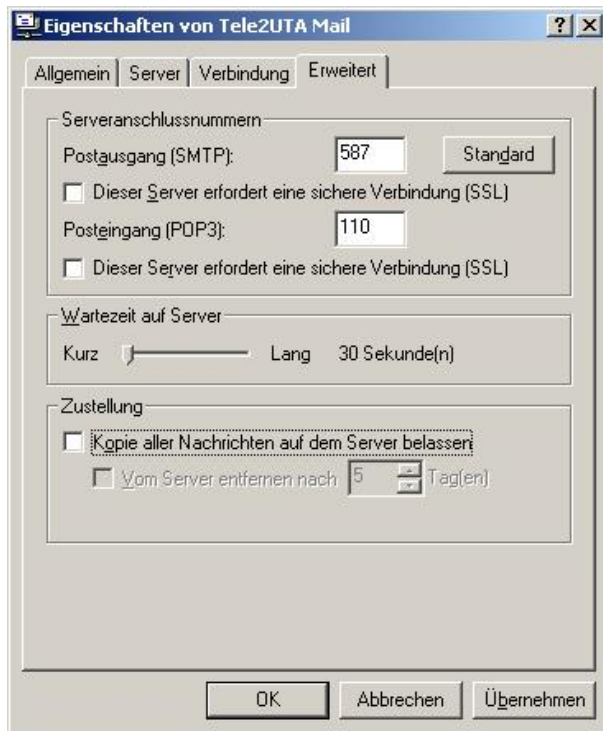 Eigenschaften von Tele2UTA Mail
Allgemein Server Verbindung Erweitert
Serveranschlussnummern
Postausgang (SMTP): 587 Standard
Dieser Server erfordert eine sichere Verbindung (SSL)
Posteingang (POP3): 110
Dieser Server erfordert eine sichere Verbindung (SSL)
Wartezeit auf Server
Kurz Lang 30 Sekunde(n)
Zustellung
Kopie aller Nachrichten auf dem Server belassen
Vom Server entfernen nach 5 Tag(en)
OK Abbrechen Übernehmen